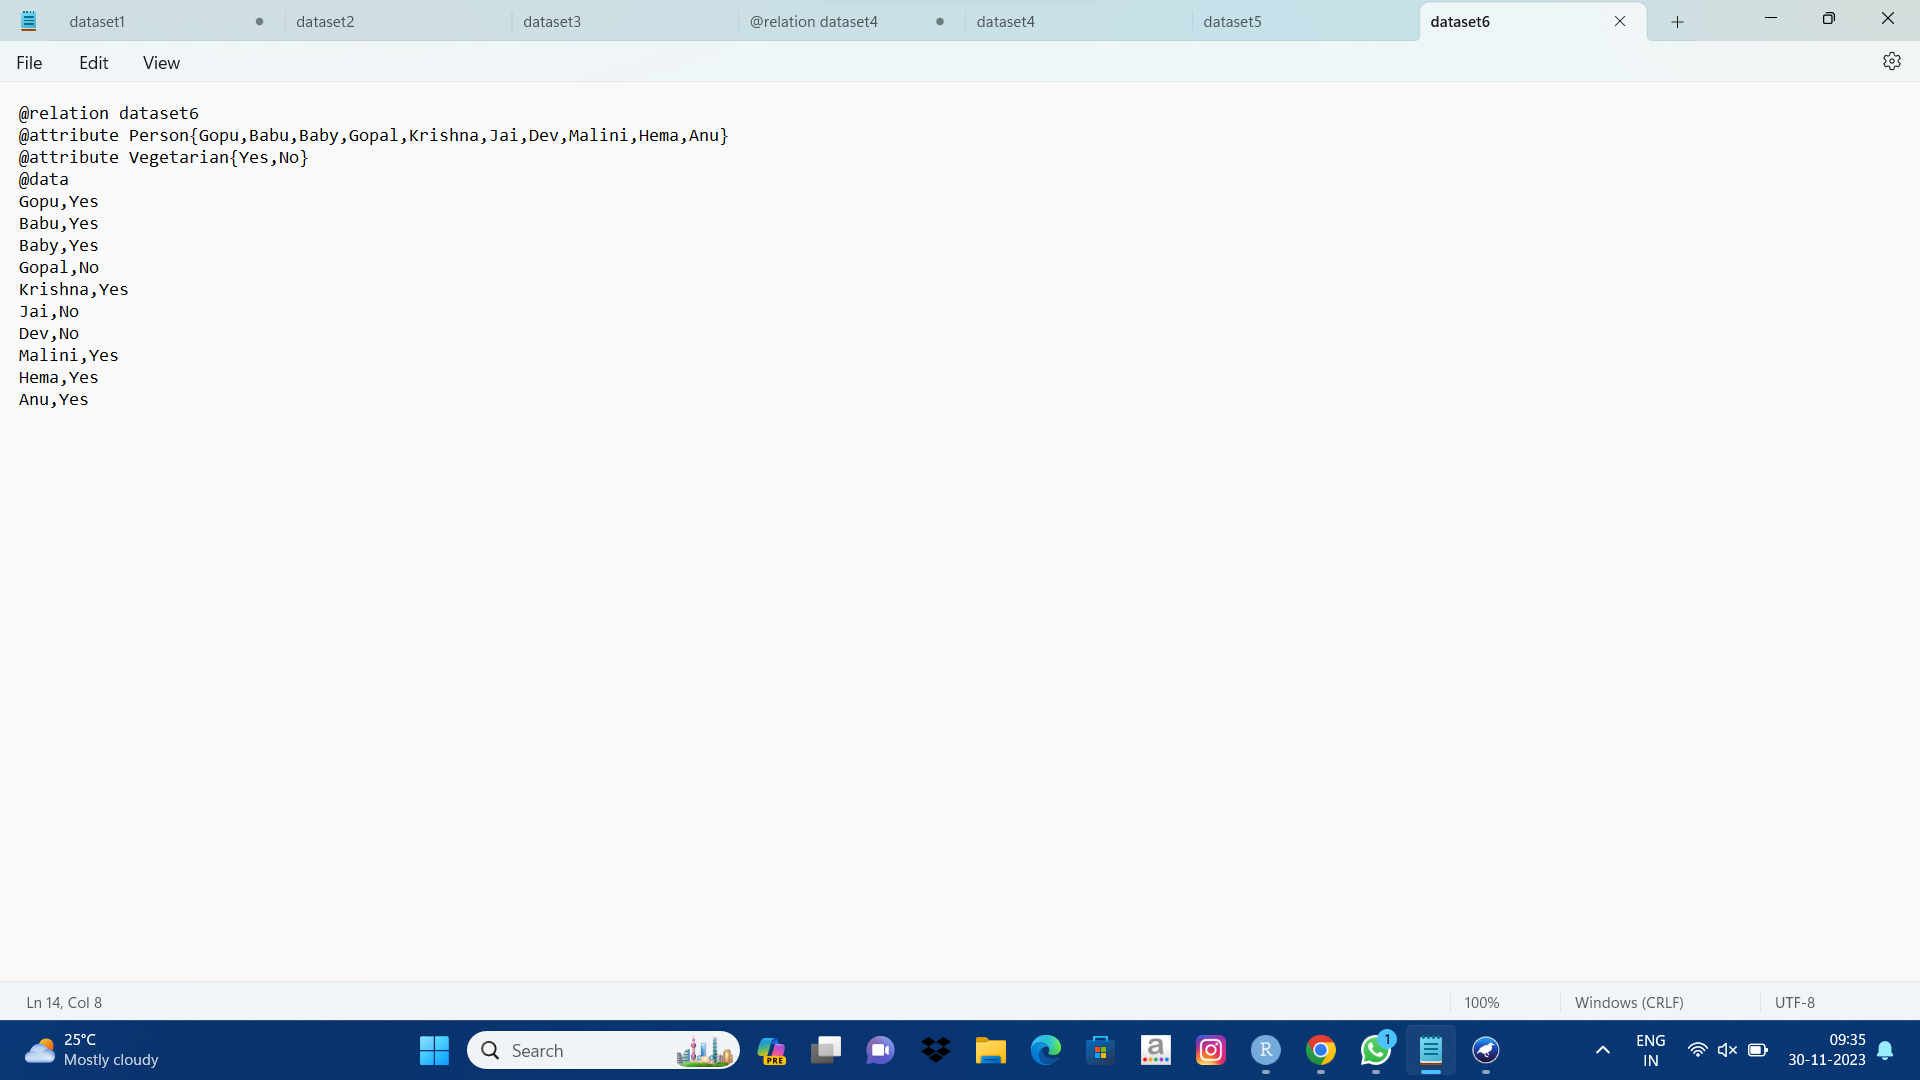 dataset1
dataset2
dataset3
@relation dataset4
dataset4
dataset5
dataset6
File
Edit
View
@relation dataset6
@attribute Person{Gopu,Babu,Baby,Gopal,Krishna,Jai,Dev,Malini,Hema,Anu}
@attribute Vegetarian{Yes,No}
@data
Gopu,Yes
Babu,Yes
Baby,Yes
Gopal,No
Krishna,Yes
Jai,No
Dev,No
Malini,Yes
Hema,Yes
Anu,Yes
Ln 14, Col 8
100%
Windows (CRLF)
UTF-8
25°C
Mostly cloudy
Search
PRE
a
R
1
ENG
IN
09:35
30-11-2023